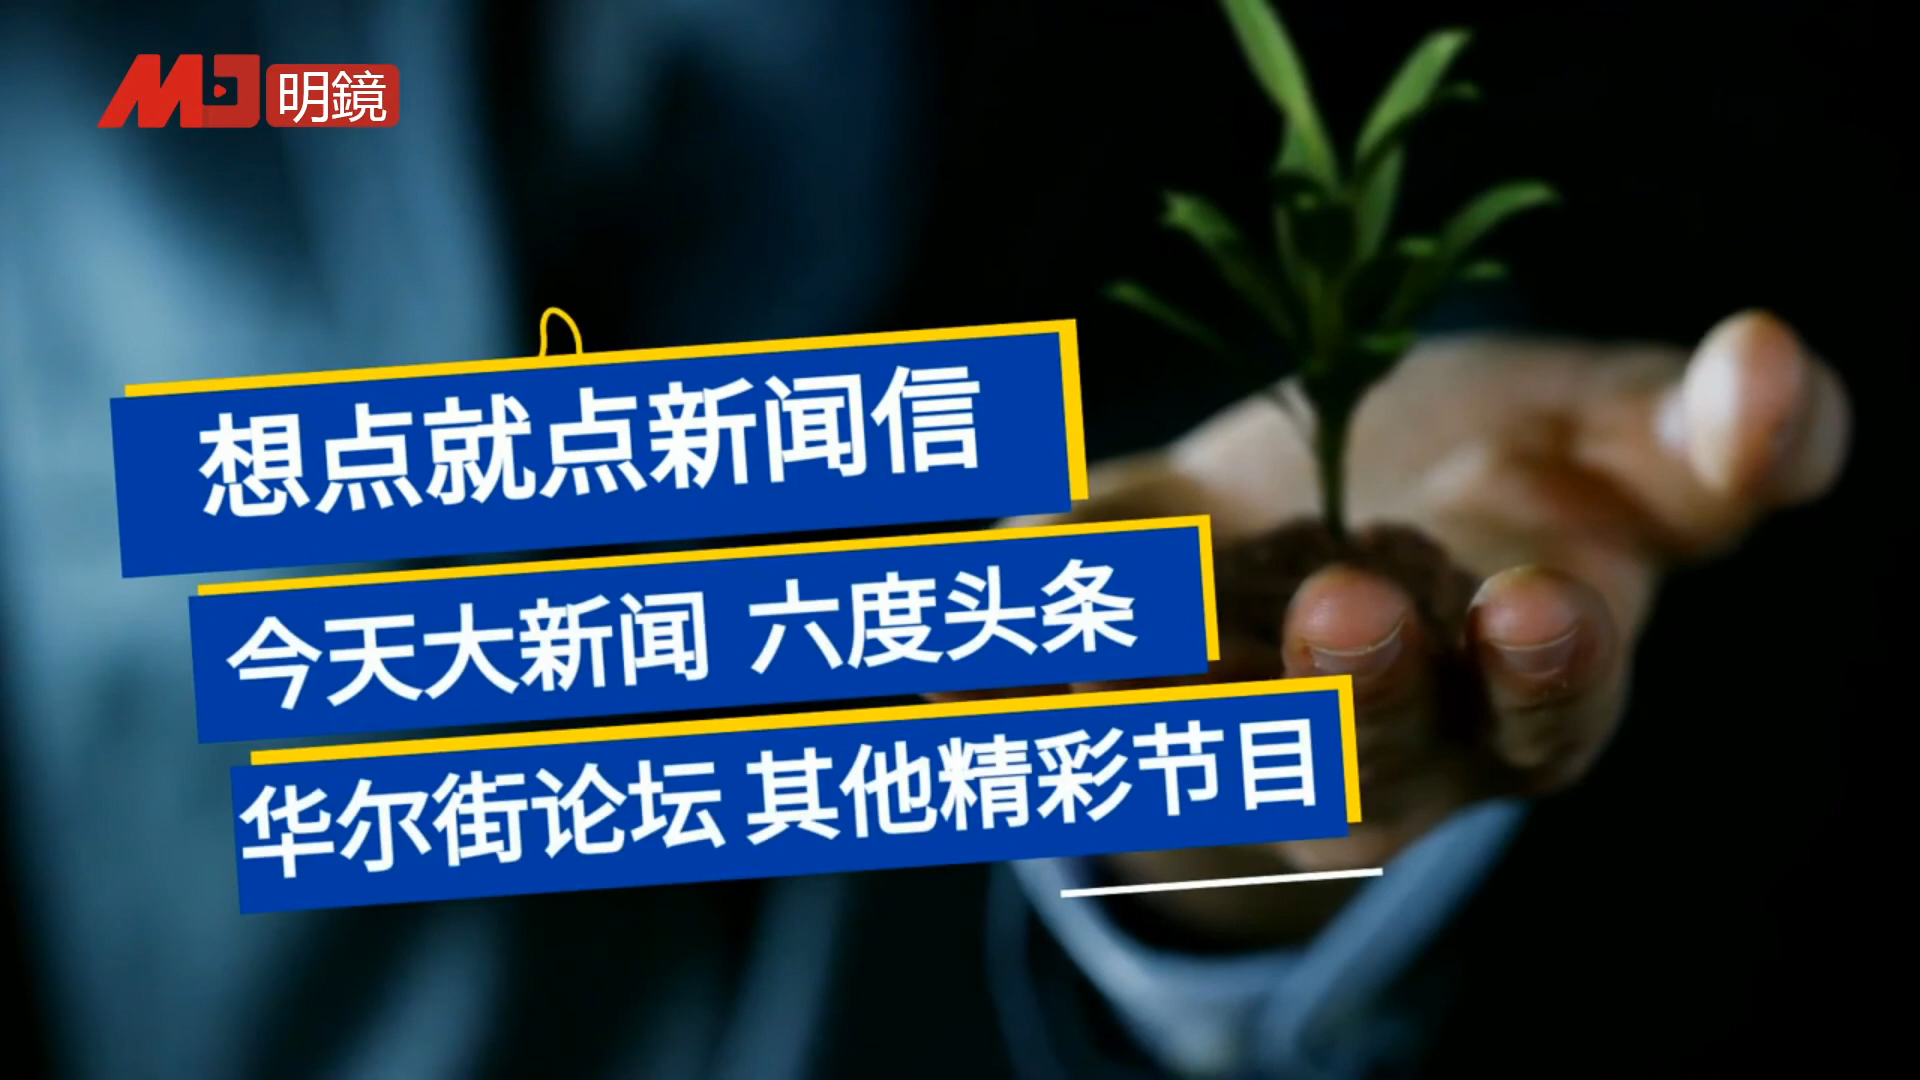 明鏡
想点就点新闻信
今天大新闻 六度头条
华尔街论坛 其他精彩节目